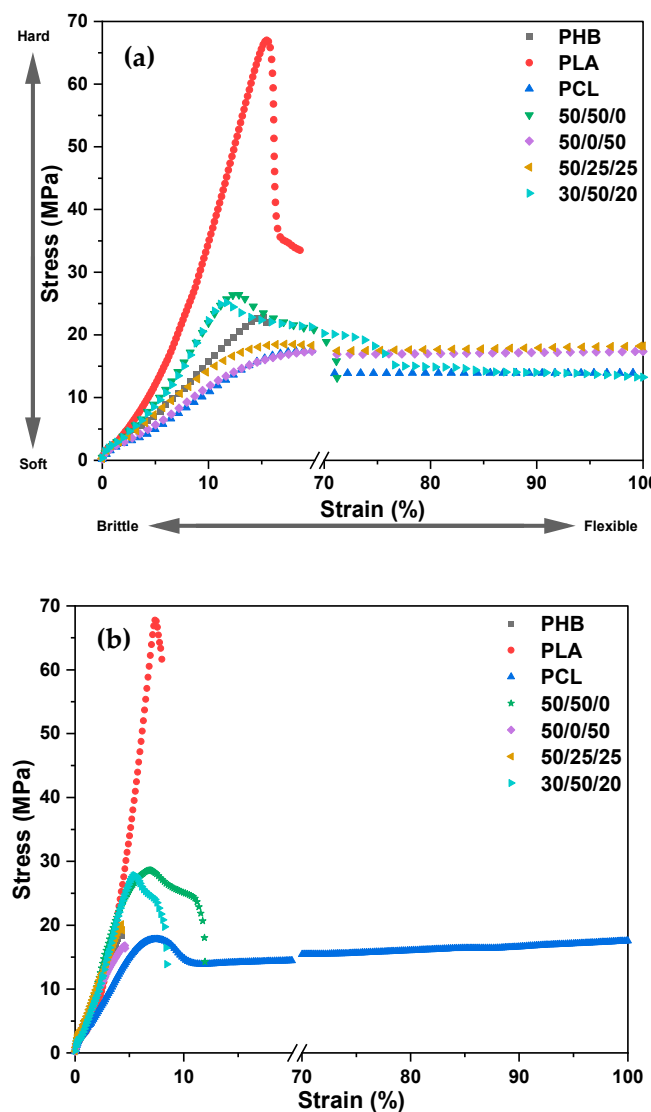 Hard
Soft
Stress (MPa)
70
60
50
40
30
20
10
0
(a)
PHB
PLA
PCL
50/50/0
50/0/50
50/25/25
30/50/20
0
10
70
80
90
100
Strain (%)
Brittle
Flexible
Stress (MPa)
70
60
50
40
30
20
10
0
(b)
PHB
PLA
PCL
50/50/0
50/0/50
50/25/25
30/50/20
0
10
70
80
90
100
Strain (%)